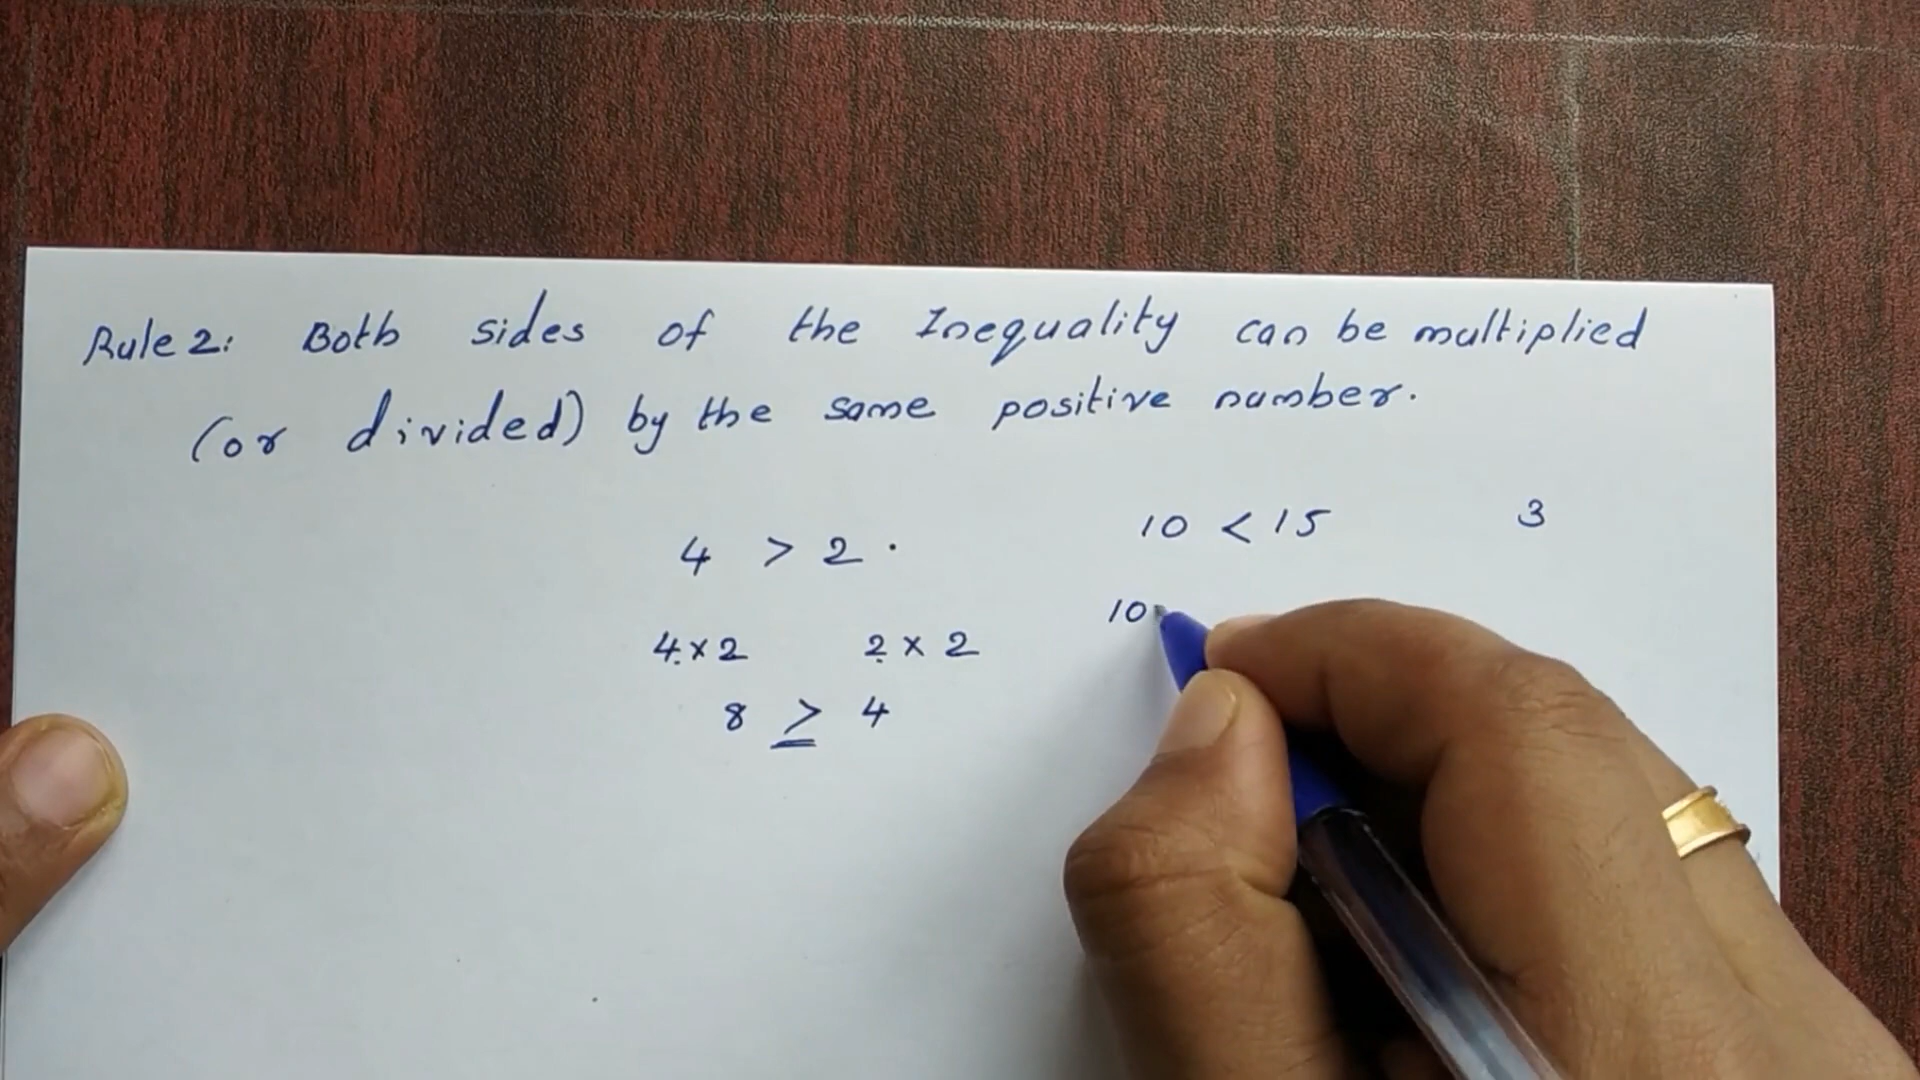 Rule 2: Both sides of the Inequality can be multiplied
(or divided) by the same positive number.
4 > 2 .
4 x 2 2 x 2
8 > 4
10 < 15 3
10